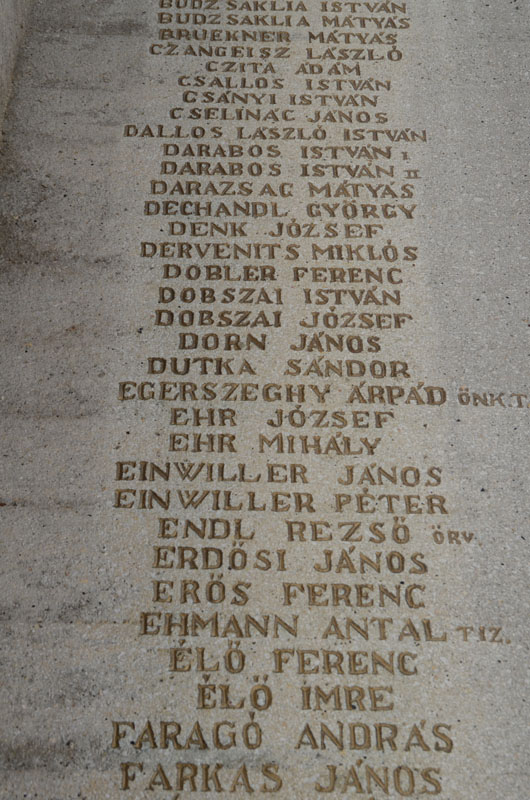 BUDZSAKLIA ISTVÁN
BUDZSAKLIA MÁTYÁS
BRUEKNER MÁTYÁS
CZANGEISZ LÁSZLÓ
CZITA ÁDÁM
CSALLOS ISTVÁN
CSÁNYI ISTVÁN
CSELINÁC JÁNOS
DALLOS LÁSZLÓ ISTVÁN
DARABOS ISTVÁN I
DARABOS ISTVÁN II
DARAZSAG MÁTYÁS
DECHANDL GYÖRGY
DENK JÓZSEF
DERVENITS MIKLÓS
DOBLER FERENC
DOBSZAI ISTVÁN
DOBSZAI JÓZSEF
DORN JÁNOS
DUTKA SÁNDOR
EGERSZEGHY ÁRPÁD ÖNK.T.
EHR JÓZSEF
EHR MIHÁLY
EINWILLER JÁNOS
EINWILLER PÉTER
ENDL REZSŐ ŐRV.
ERDŐSI JÁNOS
ERŐS FERENC
EHMANN ANTAL TIZ.
ÉLŐ FERENC
ÉLŐ IMRE
FARAGÓ ANDRÁS
FARKAS JÁNOS